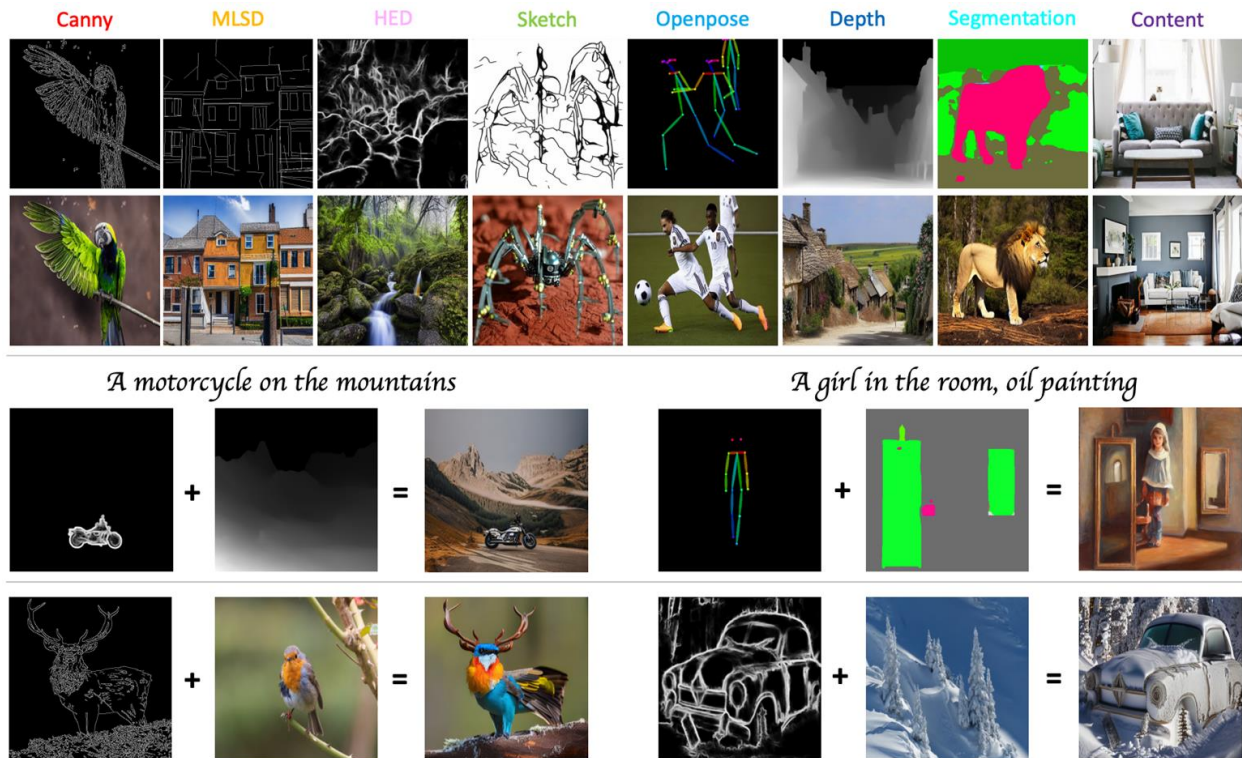 Canny MLSD HED Sketch Openpose Depth Segmentation Content
A motorcycle on the mountains
A girl in the room, oil painting
+ = + =
+ = + =